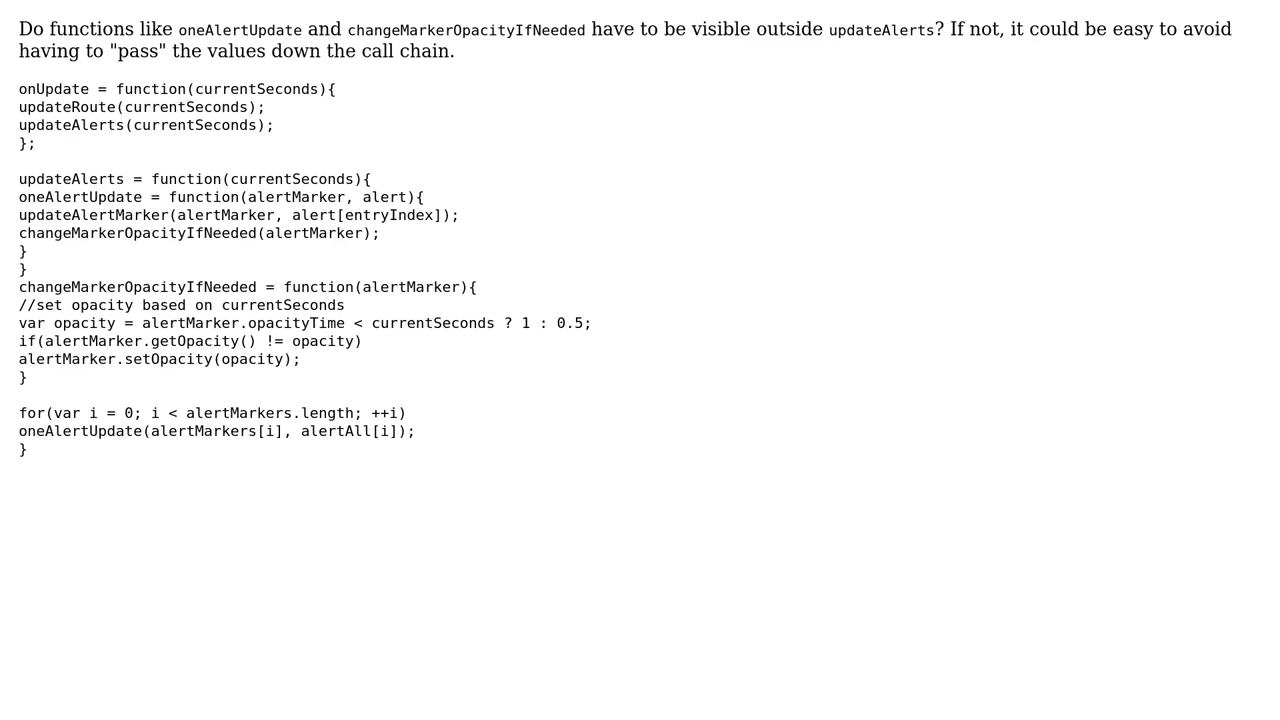 Do functions like oneAlertUpdate and changeMarkerOpacityIfNeeded have to be visible outside updateAlerts? If not, it could be easy to avoid
having to "pass" the values down the call chain.
onUpdate = function(currentSeconds){
updateRoute(currentSeconds);
updateAlerts(currentSeconds);
};
updateAlerts = function(currentSeconds){
oneAlertUpdate = function(alertMarker, alert){
updateAlertMarker(alertMarker, alert[entryIndex]);
changeMarkerOpacityIfNeeded(alertMarker);
}
}
changeMarkerOpacityIfNeeded = function(alertMarker){
//set opacity based on currentSeconds
var opacity = alertMarker.opacityTime < currentSeconds ? 1 : 0.5;
if(alertMarker.getOpacity() != opacity)
alertMarker.setOpacity(opacity);
}
for(var i = 0; i < alertMarkers.length; ++i)
oneAlertUpdate(alertMarkers[i], alertAll[i]);
}